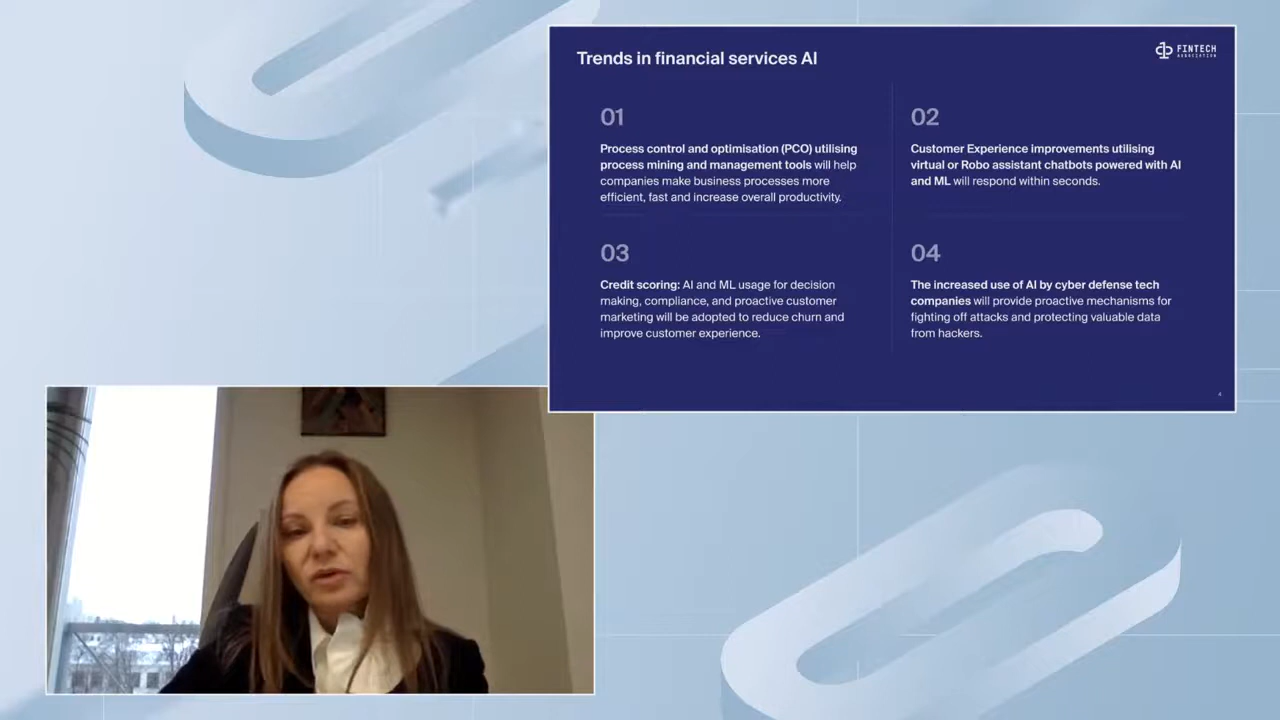 Trends in financial services AI
FINTECH
ASSOCIATION
01
Process control and optimisation (PCO) utilising
process mining and management tools will help
companies make business processes more
efficient, fast and increase overall productivity.
02
Customer Experience improvements utilising
virtual or Robo assistant chatbots powered with AI
and ML will respond within seconds.
03
Credit scoring: AI and ML usage for decision
making, compliance, and proactive customer
marketing will be adopted to reduce churn and
improve customer experience.
04
The increased use of AI by cyber defense tech
companies will provide proactive mechanisms for
fighting off attacks and protecting valuable data
from hackers.
4